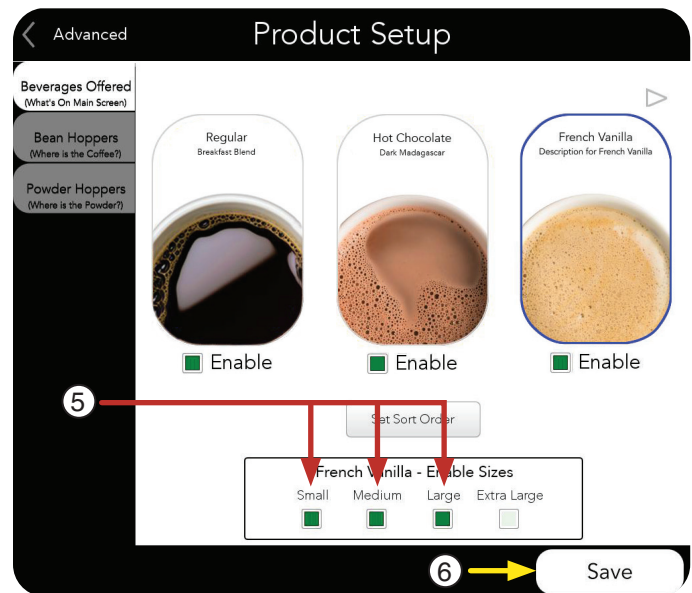 Advanced
Product Setup
Beverages Offered
(What's On Main Screen)
Bean Hoppers
(Where is the Coffee?)
Powder Hoppers
(Where is the Powder?)
Regular
Breakfast Blend
Hot Chocolate
Dark Madagascar
French Vanilla
Description for French Vanilla
Enable
Enable
Enable
5
Set Sort Order
French Vanilla - Enable Sizes
Small Medium Large Extra Large
6
Save